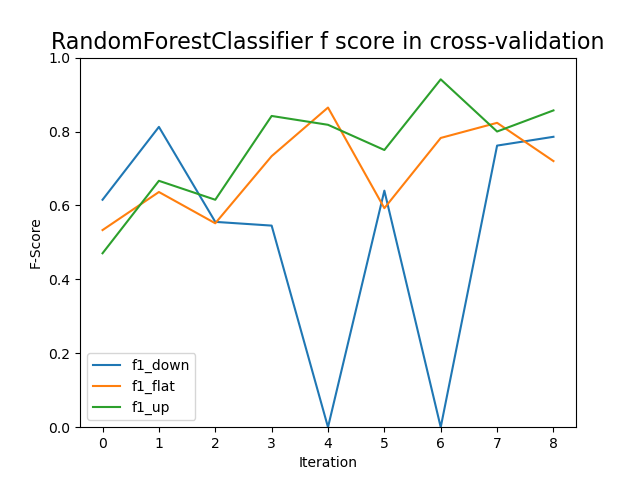 RandomForestClassifier f score in cross-validation
1.0
0.8
0.6
0.4
0.2
0.0
F-Score
f1_down
f1_flat
f1_up
0 1 2 3 4 5 6 7 8
Iteration